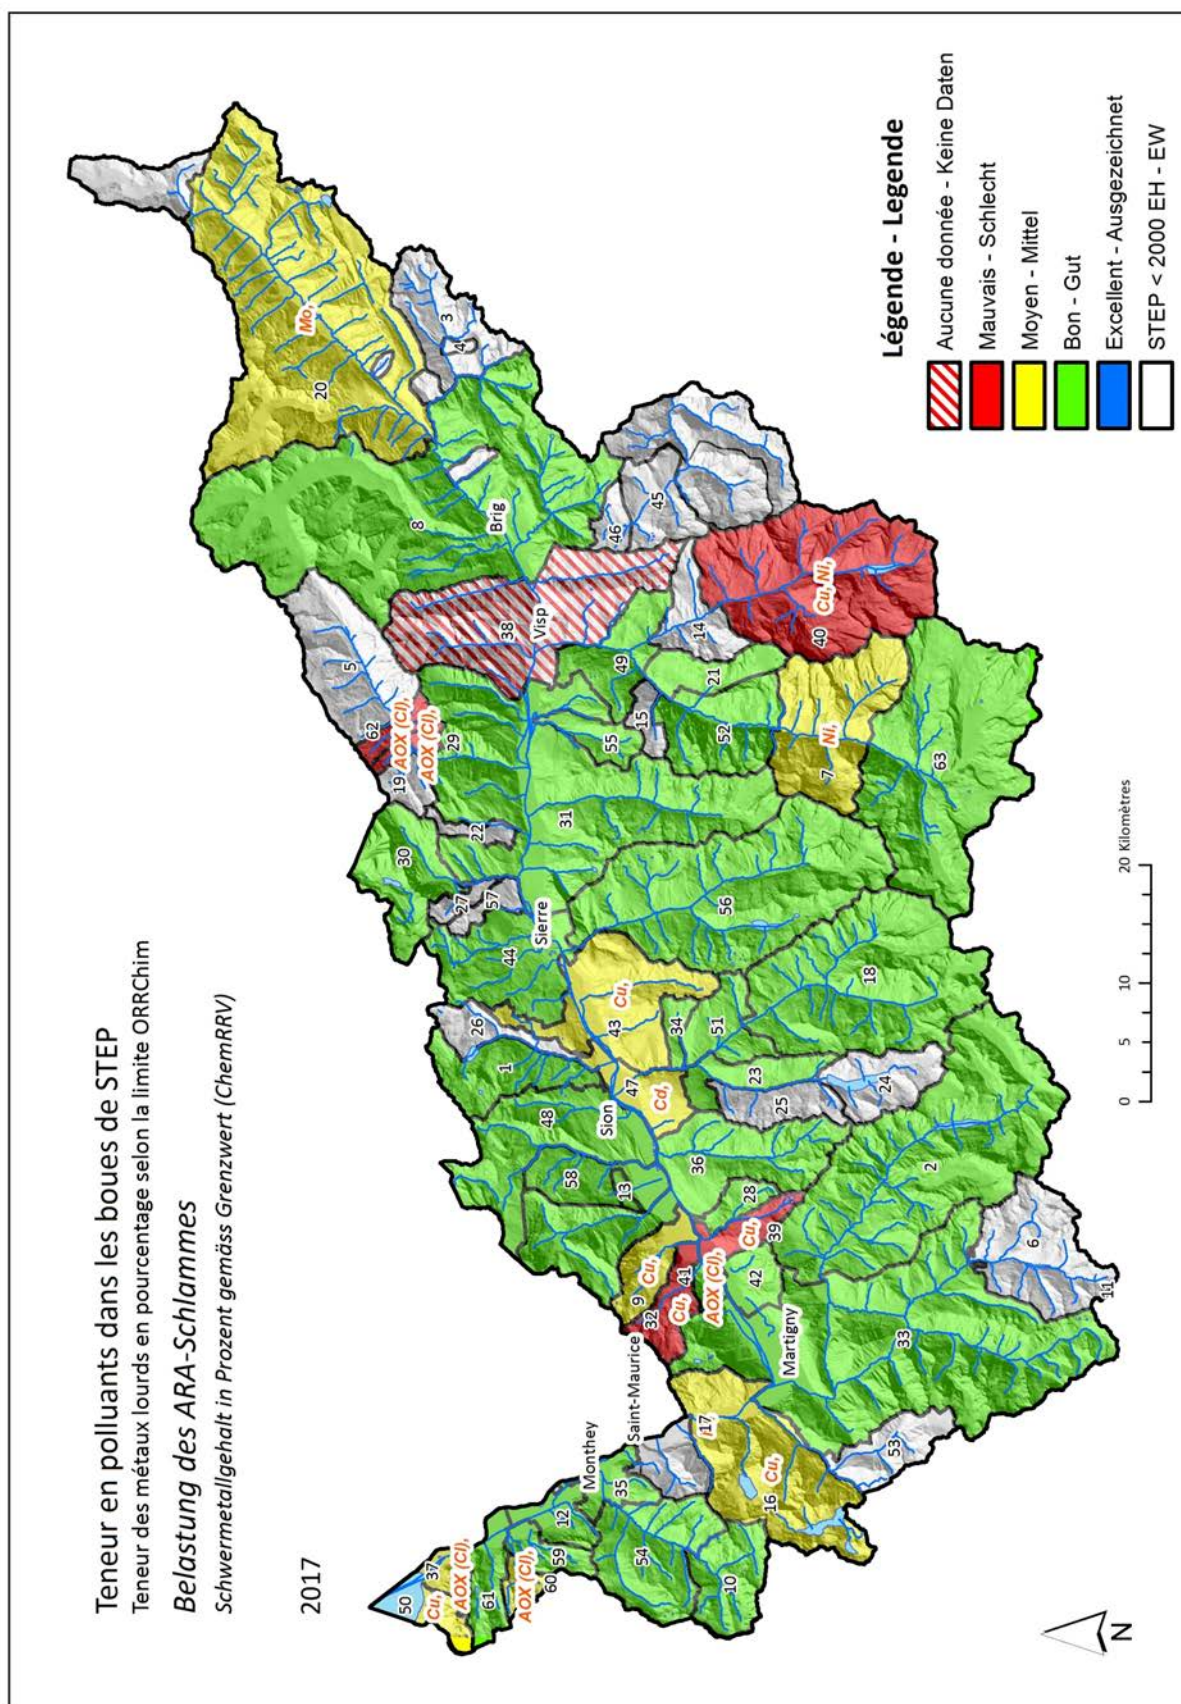 Teneur en polluants dans les boues de STEP
Teneur des métaux lourds en pourcentage selon la limite ORRChim
Belastung des ARA-Schlammes
Schwermetallgehalt in Prozent gemäss Grenzwert (ChemRRV)
2017
50
37
Cu,
AOX (Cl),
61
AOX (Cl),
60
59
12
Monthey
35
Saint-Maurice
54
10
17
16
Cu,
53
Martigny
33
11
6
2
32
9
Cu,
Cu,
41
AOX (Cl),
Cu,
39
42
28
13
58
36
48
Sion
47
Cd,
25
23
24
1
26
43
Cu,
34
51
18
44
Sierre
27
57
56
30
22
31
19
62
AOX (Cl),
AOX (Cl),
29
5
55
15
49
52
21
7
Ni,
63
38
Visp
14
40
Cu, Ni,
46
45
8
Brig
20
Mo,
3
4
Légende - Legende
Aucune donnée - Keine Daten
Mauvais - Schlecht
Moyen - Mittel
Bon - Gut
Excellent - Ausgezeichnet
STEP < 2000 EH - EW
0
5
10
20 Kilomètres
N